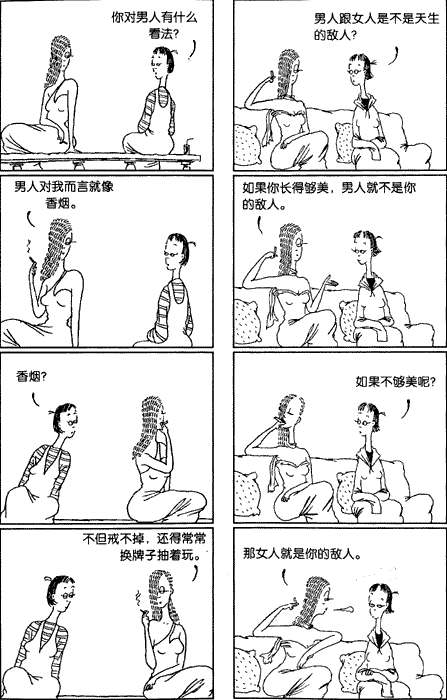 你对男人有什么
看法?
男人对我而言就像
香烟。
香烟?
不但戒不掉，还得常常
换牌子抽着玩。
男人跟女人是不是天生
的敌人?
如果你长得够美，男人就不是你
的敌人。
如果不够美呢?
那女人就是你的敌人。